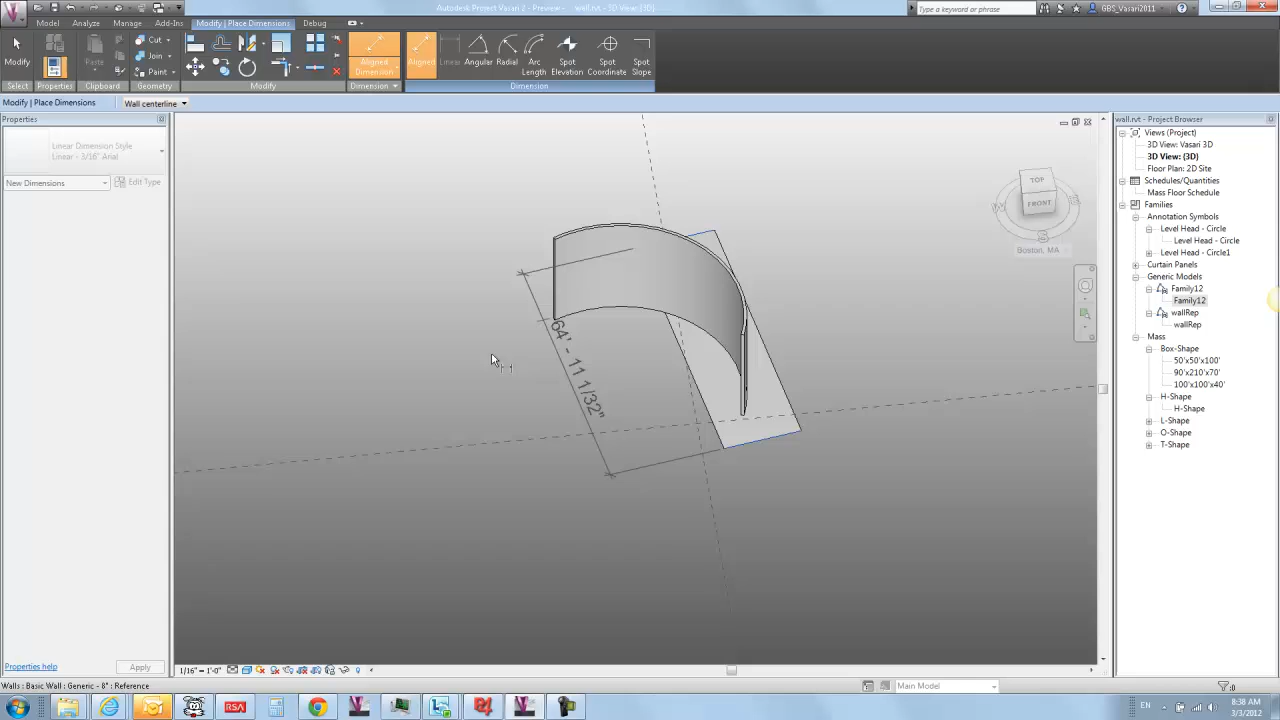 Autodesk Project Vasari 2 - Preview -
wall.rvt - 3D View: {3D}
Type a keyword or phrase
GBS_Vasari2011
Model
Analyze
Manage
Add-Ins
Modify | Place Dimensions
Debug
Modify
Paste
Cut
Join
Paint
Aligned
Dimension
Aligned
Linear
Angular
Radial
Arc
Length
Spot
Elevation
Spot
Coordinate
Spot
Slope
Select
Properties
Clipboard
Geometry
Modify
Dimension
Dimension
Modify | Place Dimensions
Wall centerline
Properties
Linear Dimension Style
Linear - 3/16" Arial
New Dimensions
Edit Type
64' - 11 1/32"
TOP
FRONT
Boston, MA
wall.rvt - Project Browser
Views (Project)
3D View: Vasari 3D
3D View: {3D}
Floor Plan: 2D Site
Schedules/Quantities
Mass Floor Schedule
Families
Annotation Symbols
Level Head - Circle
Level Head - Circle
Level Head - Circle1
Curtain Panels
Generic Models
Family12
Family12
wallRep
wallRep
Mass
Box-Shape
50'x50'x100'
90'x210'x70'
100'x100'x40'
H-Shape
H-Shape
L-Shape
O-Shape
T-Shape
Properties help
Apply
1/16" = 1'-0"
Walls : Basic Wall : Generic - 8" : Reference
Main Model
:0
RSA
EN
8:38 AM
3/3/2012